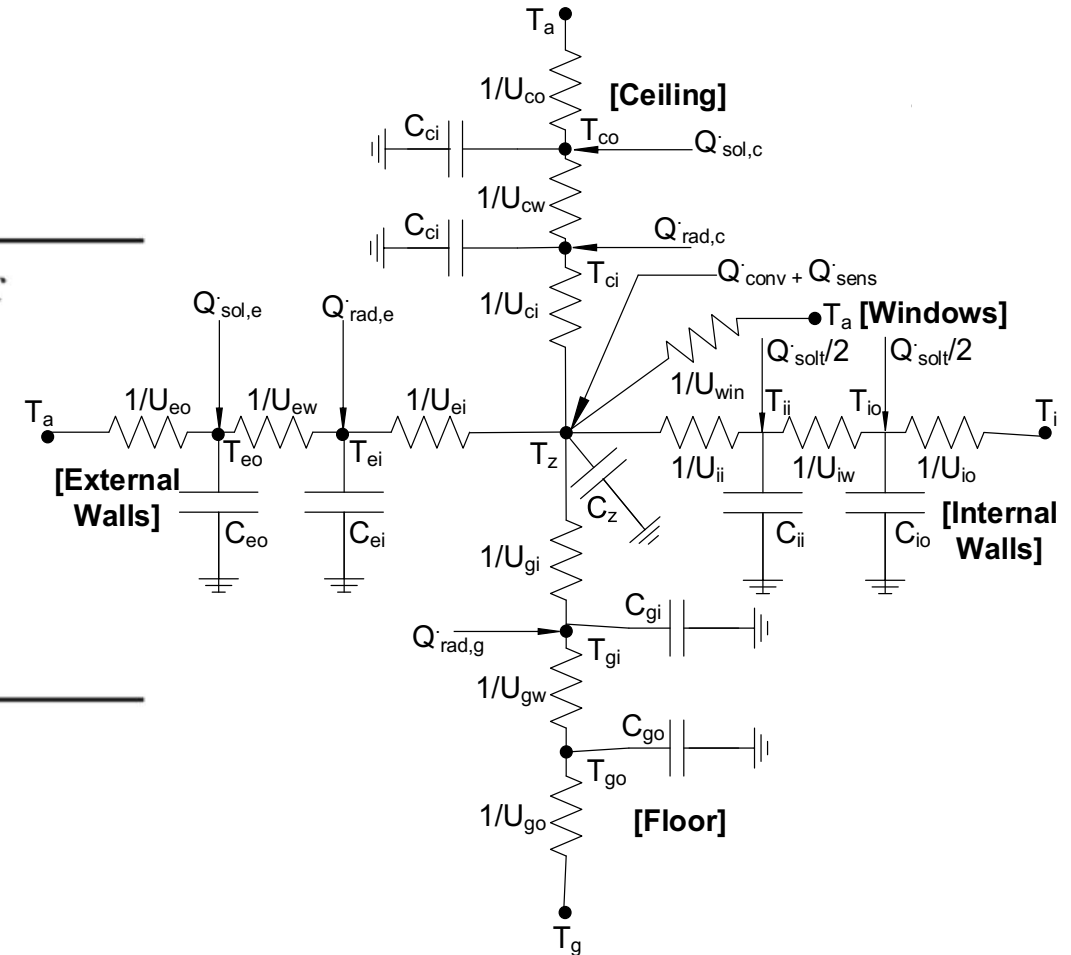 Ta
1/Uco
[Ceiling]
Cci
Tco
Q̇sol,c
1/Ucw
Cci
Q̇rad,c
Tci
Q̇conv + Q̇sens
1/Uci
Q̇sol,e
Q̇rad,e
Ta [Windows]
Q̇solt/2
Q̇solt/2
1/Uwin
Ta
1/Ueo
1/Uew
1/Uei
Tii
Tio
Ti
Teo
Tei
Tz
1/Uii
1/Uiw
1/Uio
[External
Walls]
Cz
[Internal
Walls]
Ceo
Cei
Cii
Cio
1/Ugi
Cgi
Q̇rad,g
Tgi
1/Ugw
Cgo
Tgo
1/Ugo
[Floor]
Tg